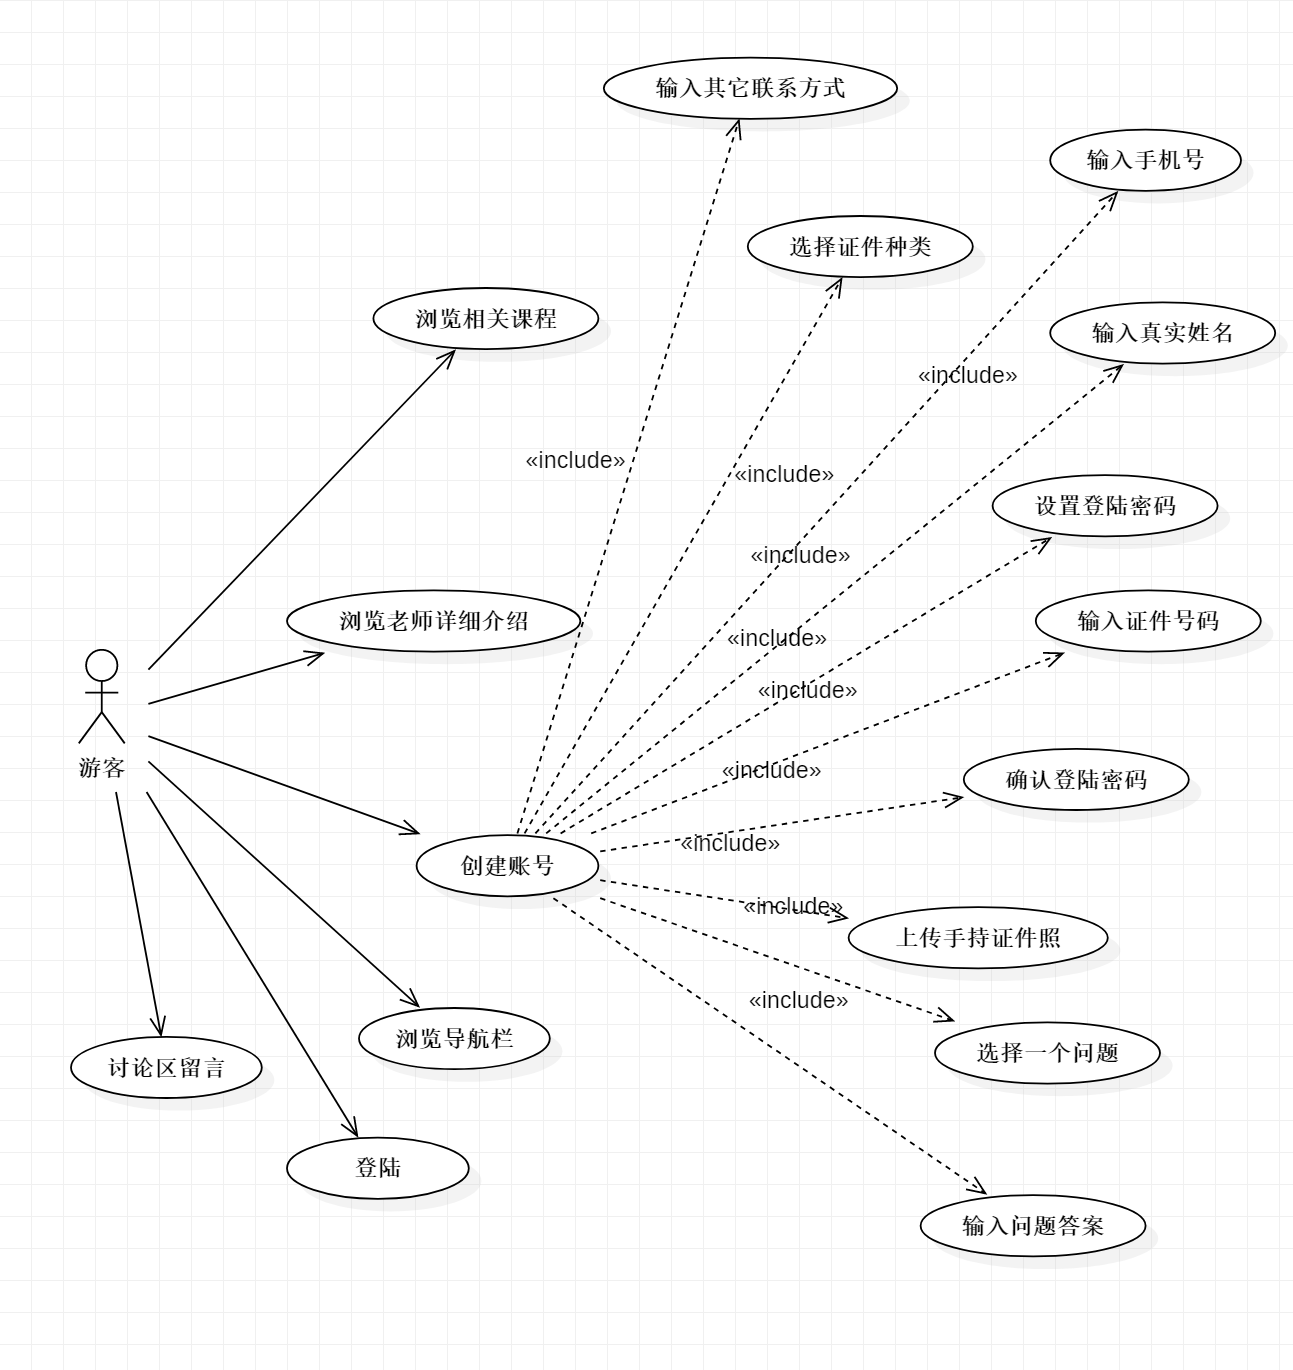 输入其它联系方式
输入手机号
选择证件种类
浏览相关课程
输入真实姓名
«include»
«include»
«include»
设置登陆密码
«include»
浏览老师详细介绍
输入证件号码
«include»
«include»
游客
«include»
确认登陆密码
«include»
创建账号
«include»
上传手持证件照
«include»
浏览导航栏
选择一个问题
讨论区留言
登陆
输入问题答案